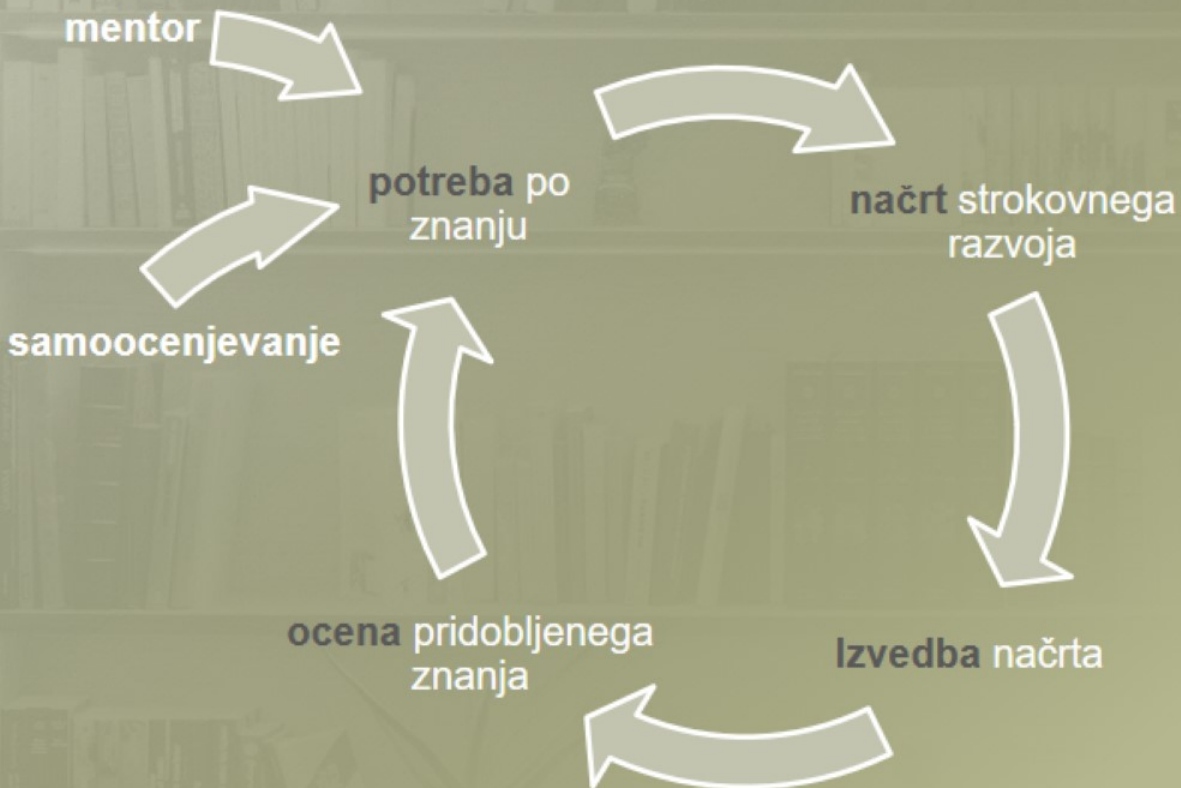 mentor
potreba po
znanju
načrt strokovnega
razvoja
samoocenjevanje
ocena pridobljenega
znanja
Izvedba načrta